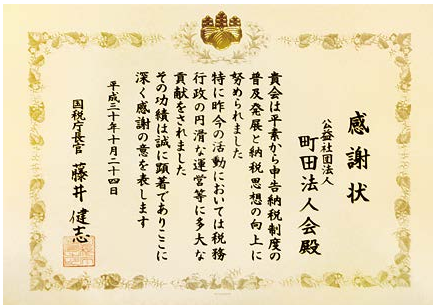 感謝状
公益社団法人
町田法人会殿
貴会は平素から申告納税制度の
普及発展と納税思想の向上に
努められました
特に昨今の活動においては税務
行政の円滑な運営等に多大な
貢献をされました
その功績は誠に顕著でありここに
深く感謝の意を表します
平成三十年十月二十四日
国税庁長官 藤井健志